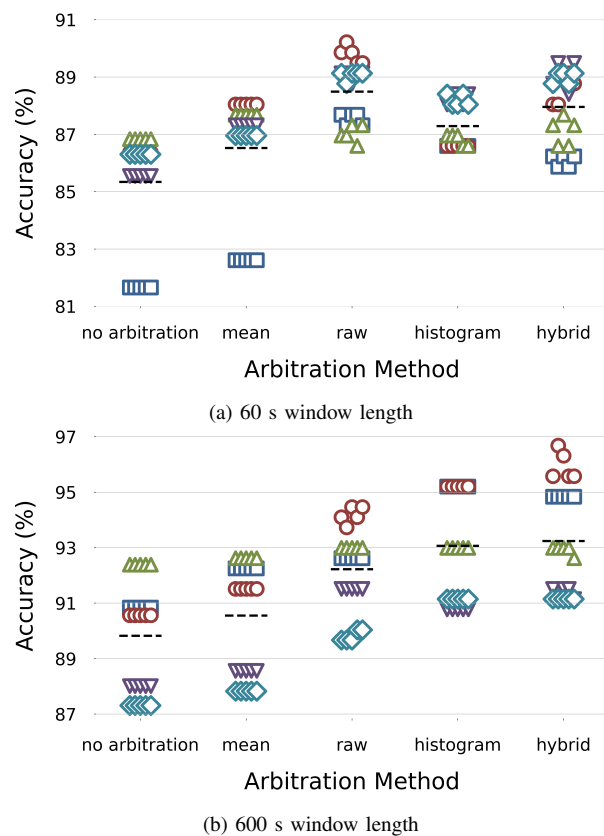 91
89
87
85
83
81
Accuracy (%)
no arbitration mean raw histogram hybrid
Arbitration Method
(a) 60 s window length
97
95
93
91
89
87
Accuracy (%)
no arbitration mean raw histogram hybrid
Arbitration Method
(b) 600 s window length